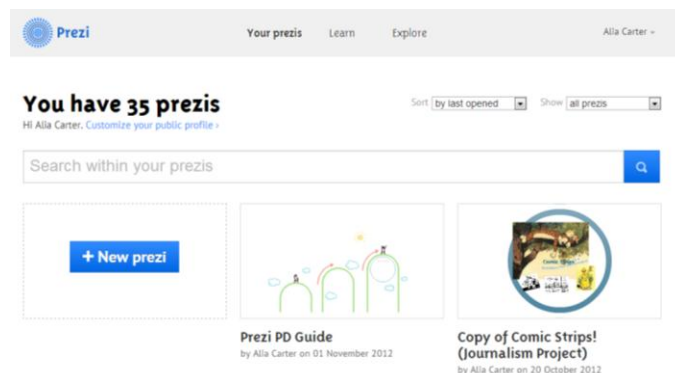 Prezi
Your prezis Learn Explore
Alla Carter
You have 35 prezis
Sort by last opened Show all prezis
Hi Alla Carter. Customize your public profile ›
Search within your prezis
+ New prezi
Comic Strips
Prezi PD Guide
by Alla Carter on 01 November 2012
Copy of Comic Strips!
(Journalism Project)
by Alla Carter on 20 October 2012